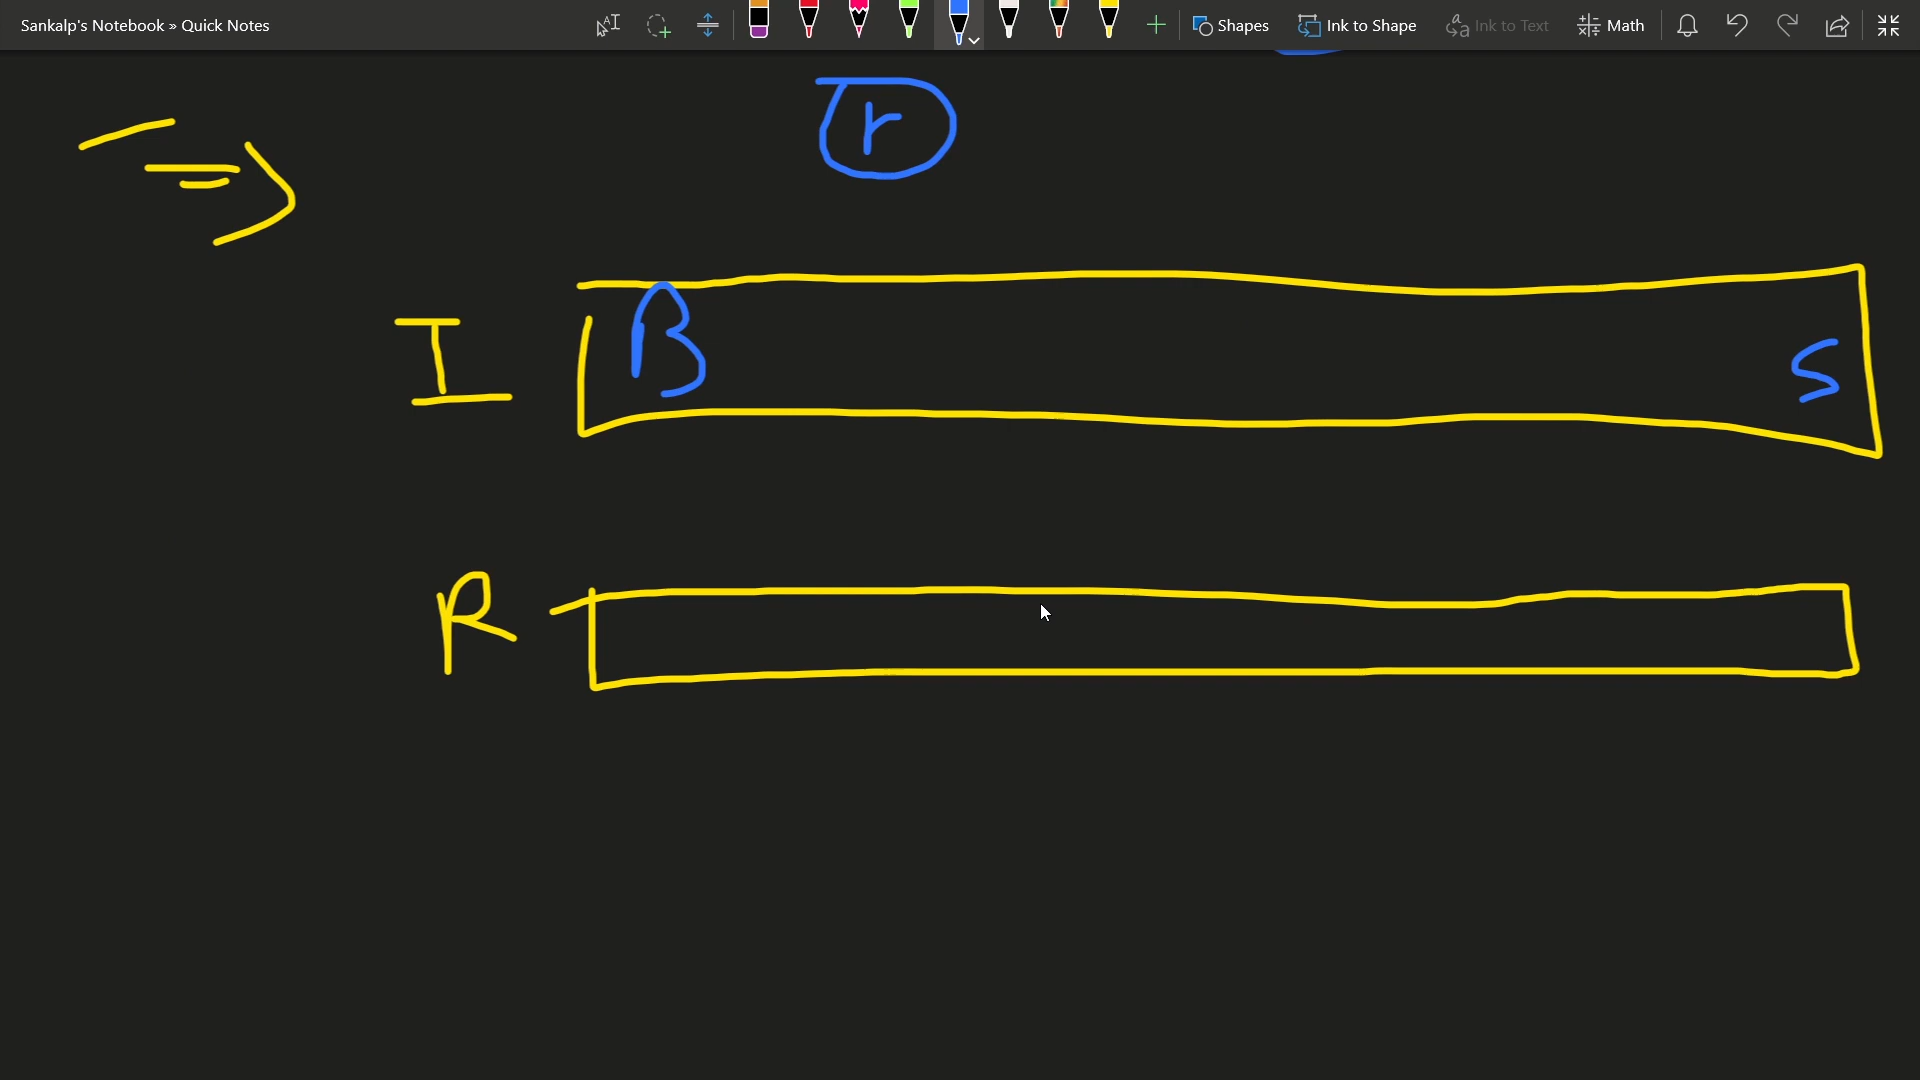 Sankalp's Notebook » Quick Notes
Shapes
Ink to Shape
Ink to Text
Math
r
I B S
R